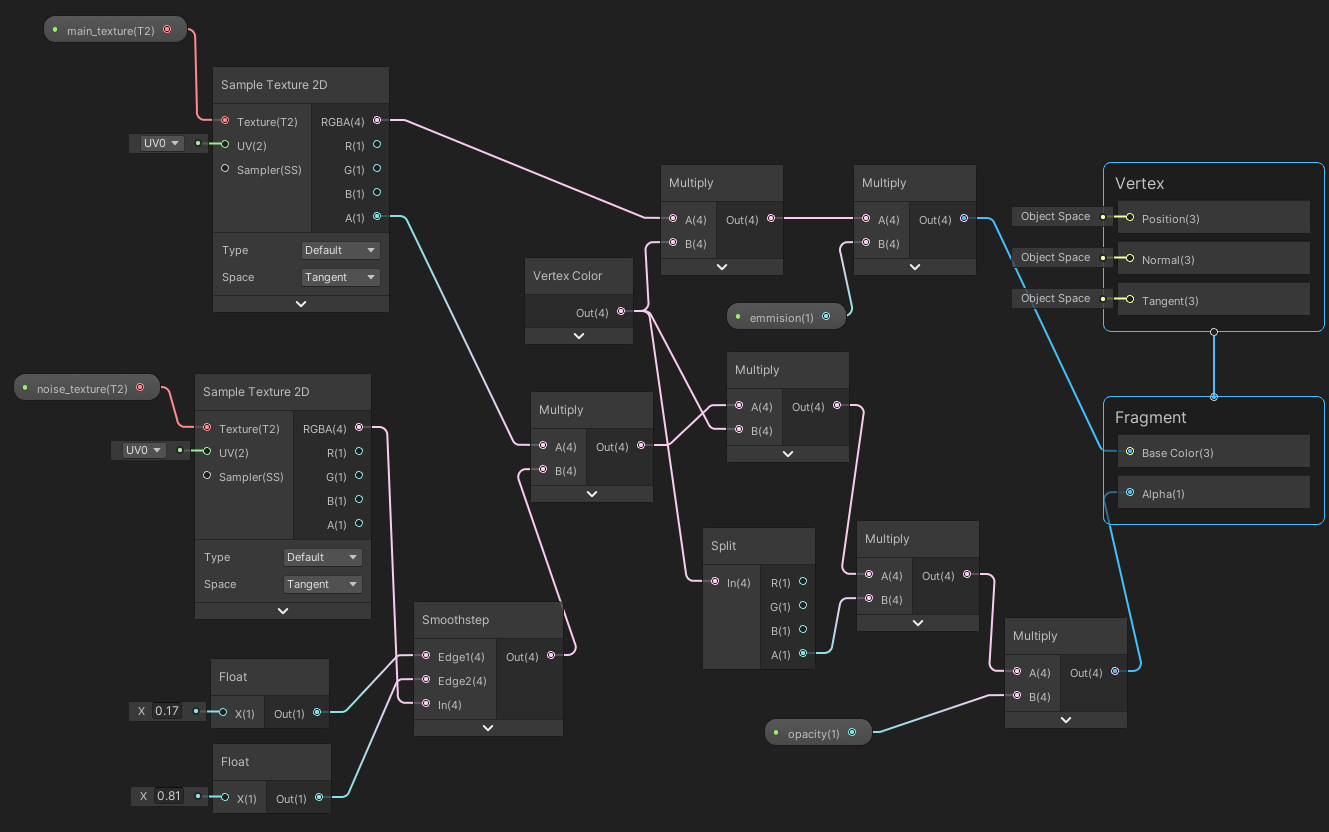 main_texture(T2)
Sample Texture 2D
Texture(T2)
RGBA(4)
UV0
UV(2)
R(1)
Sampler(SS)
G(1)
B(1)
A(1)
Type
Default
Space
Tangent
noise_texture(T2)
Sample Texture 2D
Texture(T2)
RGBA(4)
UV0
UV(2)
R(1)
Sampler(SS)
G(1)
B(1)
A(1)
Type
Default
Space
Tangent
Float
X 0.17
X(1)
Out(1)
Float
X 0.81
X(1)
Out(1)
Smoothstep
Edge1(4)
Out(4)
Edge2(4)
In(4)
Vertex Color
Out(4)
Multiply
A(4)
Out(4)
B(4)
Multiply
A(4)
Out(4)
B(4)
Multiply
A(4)
Out(4)
B(4)
emmision(1)
Multiply
A(4)
Out(4)
B(4)
Split
In(4)
R(1)
G(1)
B(1)
A(1)
Multiply
A(4)
Out(4)
B(4)
opacity(1)
Multiply
A(4)
Out(4)
B(4)
Vertex
Object Space
Position(3)
Object Space
Normal(3)
Object Space
Tangent(3)
Fragment
Base Color(3)
Alpha(1)